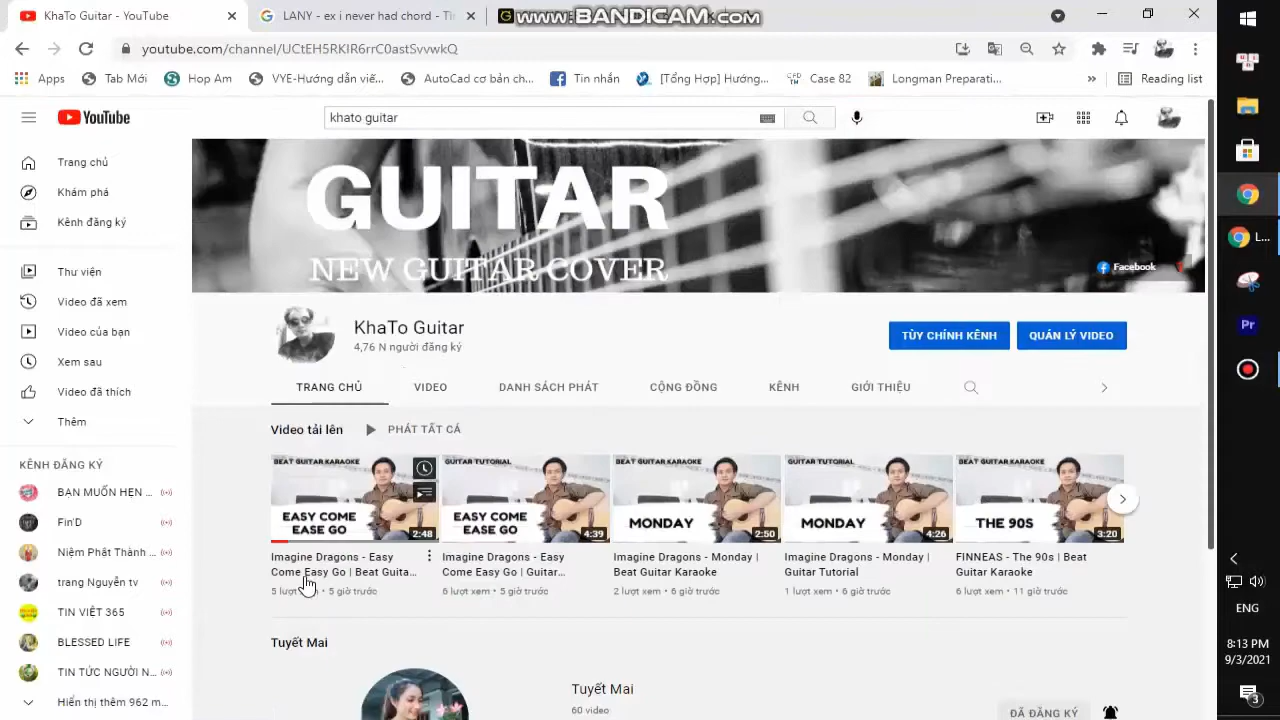 KhaTo Guitar - YouTube
LANY - ex i never had chord - Ti
www.BANDICAM.com
youtube.com/channel/UCtEH5RKIR6rrC0astSvvwkQ
Apps
Tab Mới
Hop Am
VYE-Hướng dẫn viế...
AutoCad cơ bản ch...
Tin nhắn
[Tổng Hợp] Hướng...
Case 82
Longman Preparati...
»
Reading list
YouTube
khato guitar
Trang chủ
Khám phá
Kênh đăng ký
Thư viện
Video đã xem
Video của bạn
Xem sau
Video đã thích
Thêm
KÊNH ĐĂNG KÝ
BẠN MUỐN HẸN ...
Fin'D
Niệm Phật Thành ...
trang Nguyễn tv
TIN VIỆT 365
BLESSED LIFE
TIN TỨC NGƯỜI N...
Hiển thị thêm 962 m...
GUITAR
NEW GUITAR COVER
Facebook
KhaTo Guitar
4,76 N người đăng ký
TÙY CHỈNH KÊNH
QUẢN LÝ VIDEO
TRANG CHỦ
VIDEO
DANH SÁCH PHÁT
CỘNG ĐỒNG
KÊNH
GIỚI THIỆU
Video tải lên
PHÁT TẤT CẢ
BEAT GUITAR KARAOKE
EASY COME
EASE GO
2:48
GUITAR TUTORIAL
EASY COME
EASE GO
4:39
BEAT GUITAR KARAOKE
MONDAY
2:50
GUITAR TUTORIAL
MONDAY
4:26
BEAT GUITAR KARAOKE
THE 90S
3:20
Imagine Dragons - Easy
Come Easy Go | Beat Guita...
5 lượt xem • 5 giờ trước
Imagine Dragons - Easy
Come Easy Go | Guitar...
6 lượt xem • 5 giờ trước
Imagine Dragons - Monday |
Beat Guitar Karaoke
2 lượt xem • 6 giờ trước
Imagine Dragons - Monday |
Guitar Tutorial
1 lượt xem • 6 giờ trước
FINNEAS - The 90s | Beat
Guitar Karaoke
6 lượt xem • 11 giờ trước
Tuyết Mai
Tuyết Mai
60 video
ĐÃ ĐĂNG KÝ
L...
Pr
ENG
8:13 PM
9/3/2021
3